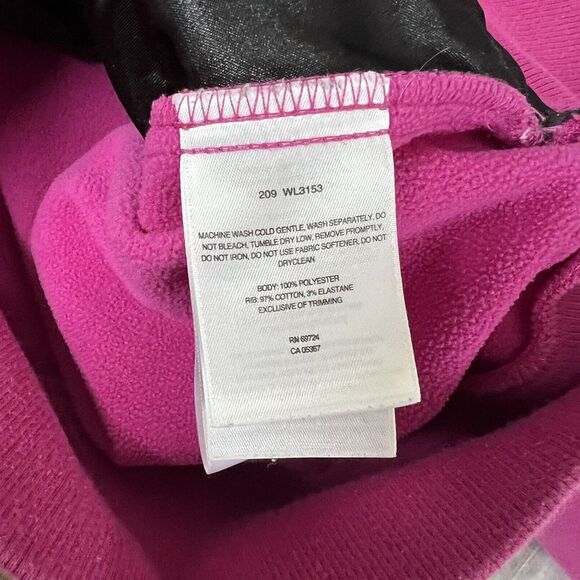 209 WL3153
MACHINE WASH COLD GENTLE, WASH SEPARATELY, DO
NOT BLEACH, TUMBLE DRY LOW, REMOVE PROMPTLY,
DO NOT IRON, DO NOT USE FABRIC SOFTENER. DO NOT
DRYCLEAN
BODY: 100% POLYESTER
RIB: 97% COTTON, 3% ELASTANE
EXCLUSIVE OF TRIMMING
RN 69724
CA 05367